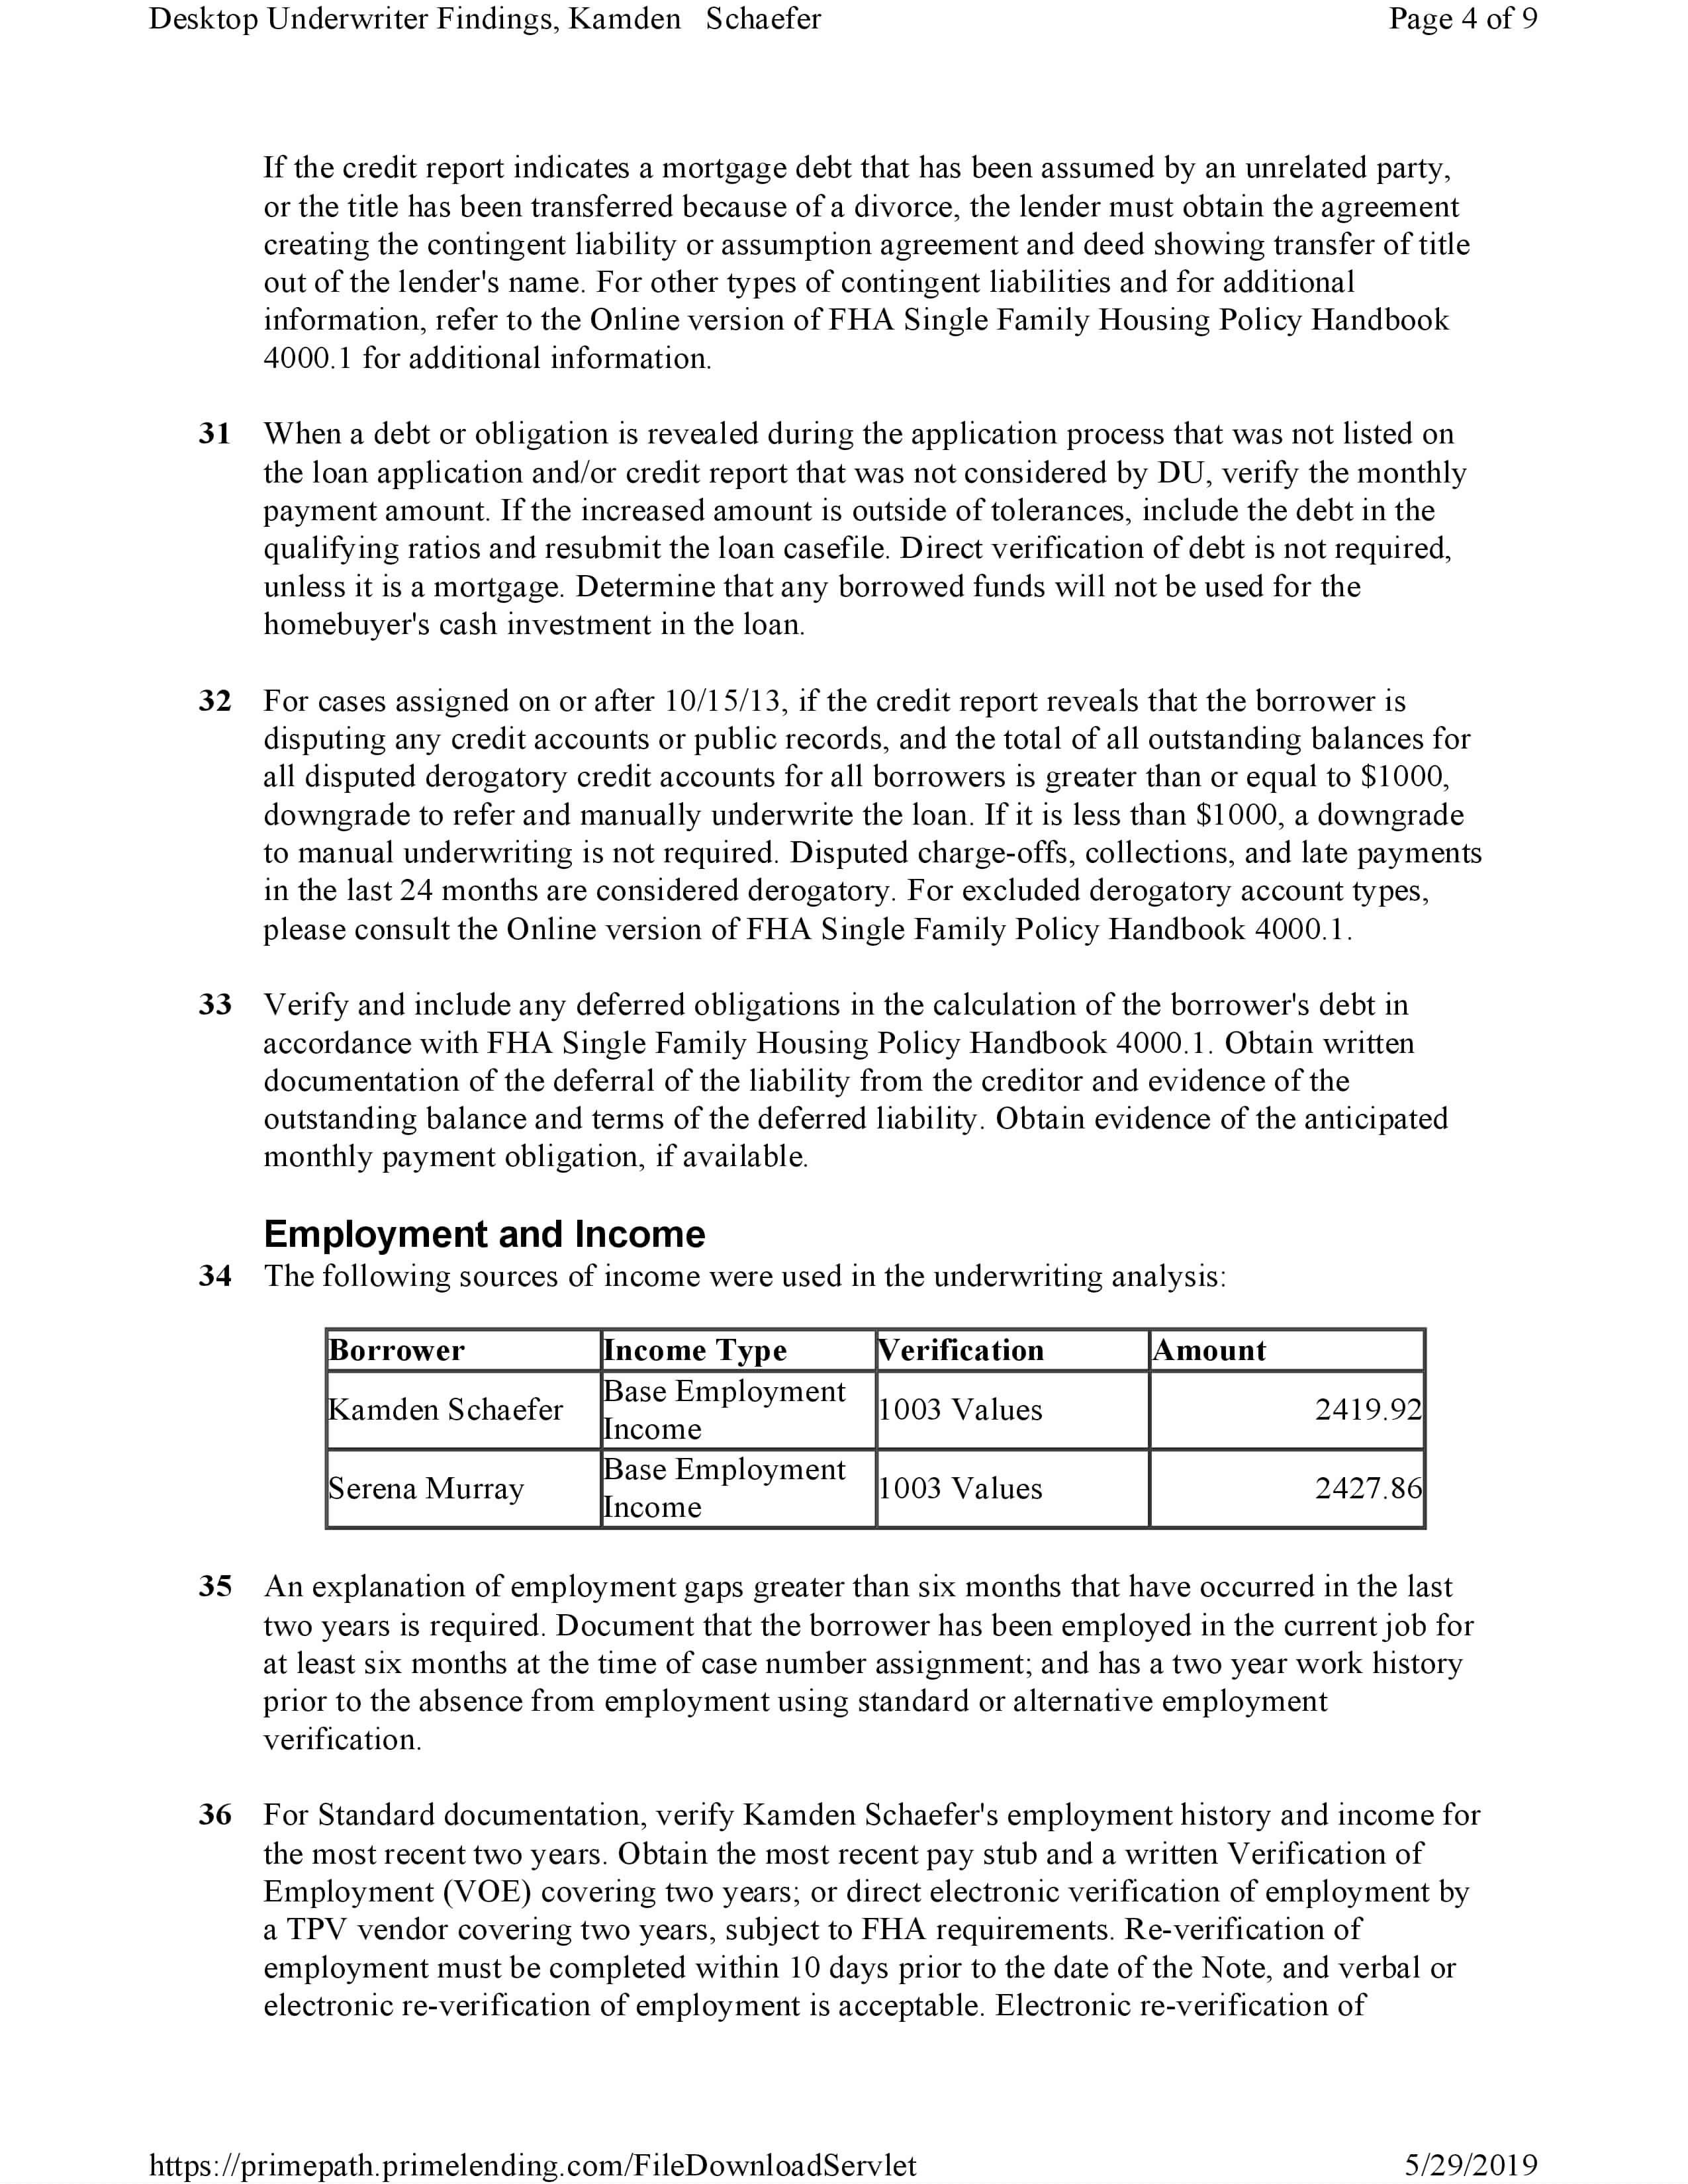 Desktop Underwriter Findings, Kamden Schaefer Page 4 of 9
If the credit report indicates a mortgage debt that has been assumed by an unrelated party,
or the title has been transferred because of a divorce, the lender must obtain the agreement
creating the contingent liability or assumption agreement and deed showing transfer of title
out of the lender's name. For other types of contingent liabilities and for additional
information, refer to the Online version of FHA Single Family Housing Policy Handbook
4000.1 for additional information.
31 When a debt or obligation is revealed during the application process that was not listed on
the loan application and/or credit report that was not considered by DU, verify the monthly
payment amount. If the increased amount is outside of tolerances, include the debt in the
qualifying ratios and resubmit the loan casefile. Direct verification of debt is not required,
unless it is a mortgage. Determine that any borrowed funds will not be used for the
homebuyer's cash investment in the loan.
32 For cases assigned on or after 10/15/13, if the credit report reveals that the borrower is
disputing any credit accounts or public records, and the total of all outstanding balances for
all disputed derogatory credit accounts for all borrowers is greater than or equal to $1000,
downgrade to refer and manually underwrite the loan. If it is less than $1000, a downgrade
to manual underwriting is not required. Disputed charge-offs, collections, and late payments
in the last 24 months are considered derogatory. For excluded derogatory account types,
please consult the Online version of FHA Single Family Policy Handbook 4000.1.
33 Verify and include any deferred obligations in the calculation of the borrower's debt in
accordance with FHA Single Family Housing Policy Handbook 4000.1. Obtain written
documentation of the deferral of the liability from the creditor and evidence of the
outstanding balance and terms of the deferred liability. Obtain evidence of the anticipated
monthly payment obligation, if available.
Employment and Income
34 The following sources of income were used in the underwriting analysis:
Borrower Income Type Verification Amount
Kamden Schaefer Base Employment Income 1003 Values 2419.92
Serena Murray Base Employment Income 1003 Values 2427.86
35 An explanation of employment gaps greater than six months that have occurred in the last
two years is required. Document that the borrower has been employed in the current job for
at least six months at the time of case number assignment; and has a two year work history
prior to the absence from employment using standard or alternative employment
verification.
36 For Standard documentation, verify Kamden Schaefer's employment history and income for
the most recent two years. Obtain the most recent pay stub and a written Verification of
Employment (VOE) covering two years; or direct electronic verification of employment by
a TPV vendor covering two years, subject to FHA requirements. Re-verification of
employment must be completed within 10 days prior to the date of the Note, and verbal or
electronic re-verification of employment is acceptable. Electronic re-verification of
https://primepath.primelending.com/FileDownloadServlet 5/29/2019